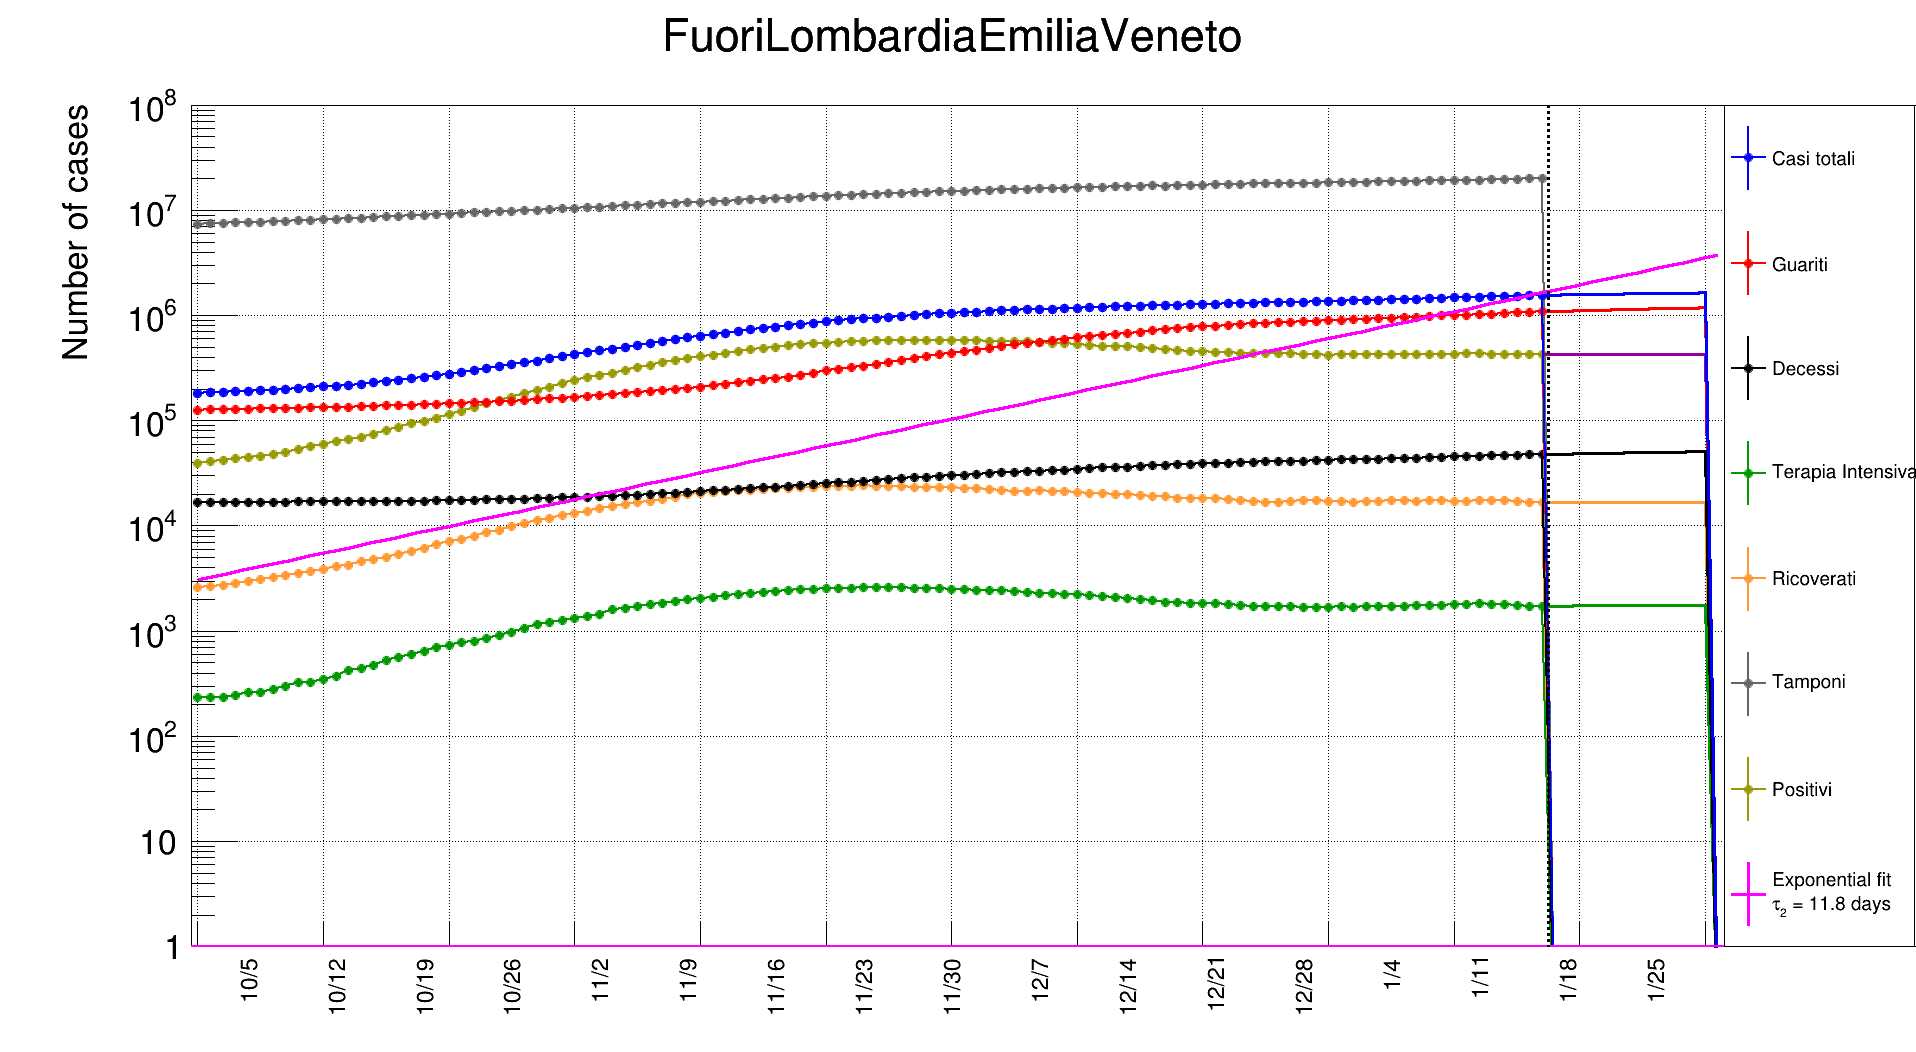 FuoriLombardiaEmiliaVeneto
Number of cases
10^8
10^7
10^6
10^5
10^4
10^3
10^2
10
1
10/5
10/12
10/19
10/26
11/2
11/9
11/16
11/23
11/30
12/7
12/14
12/21
12/28
1/4
1/11
1/18
1/25
Casi totali
Guariti
Decessi
Terapia Intensiva
Ricoverati
Tamponi
Positivi
Exponential fit
τ₂ = 11.8 days